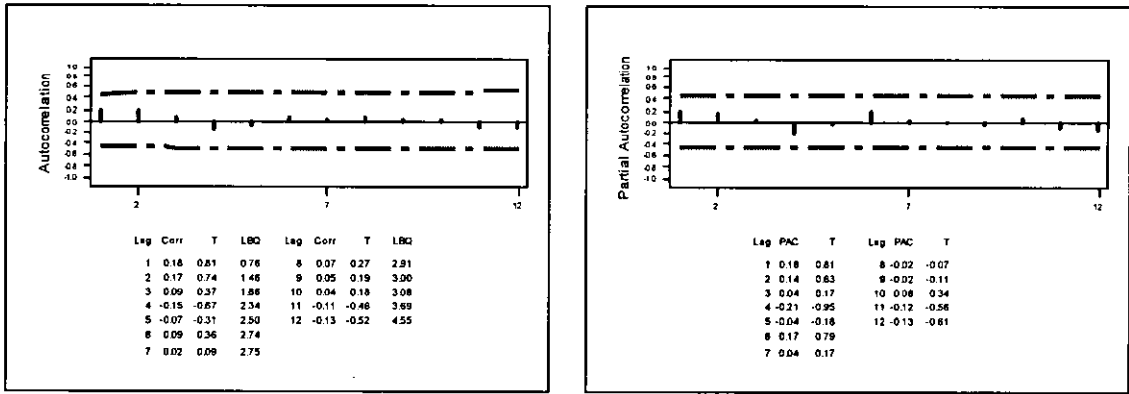 Autocorrelation
1.0
0.8
0.6
0.4
0.2
0.0
-0.2
-0.4
-0.6
-0.8
-1.0
2 7 12
Lag Corr T LBQ Lag Corr T LBQ
1 0.18 0.81 0.76 8 0.07 0.27 2.91
2 0.17 0.74 1.46 9 0.05 0.19 3.00
3 0.09 0.37 1.66 10 0.04 0.18 3.08
4 -0.15 -0.67 2.34 11 -0.11 -0.46 3.69
5 -0.07 -0.31 2.50 12 -0.13 -0.52 4.55
6 0.09 0.36 2.74
7 0.02 0.09 2.75
Partial Autocorrelation
1.0
0.8
0.6
0.4
0.2
0.0
-0.2
-0.4
-0.6
-0.8
-1.0
2 7 12
Lag PAC T Lag PAC T
1 0.18 0.81 8 -0.02 -0.07
2 0.14 0.63 9 -0.02 -0.11
3 0.04 0.17 10 0.08 0.34
4 -0.21 -0.95 11 -0.12 -0.56
5 -0.04 -0.18 12 -0.13 -0.61
6 0.17 0.79
7 0.04 0.17